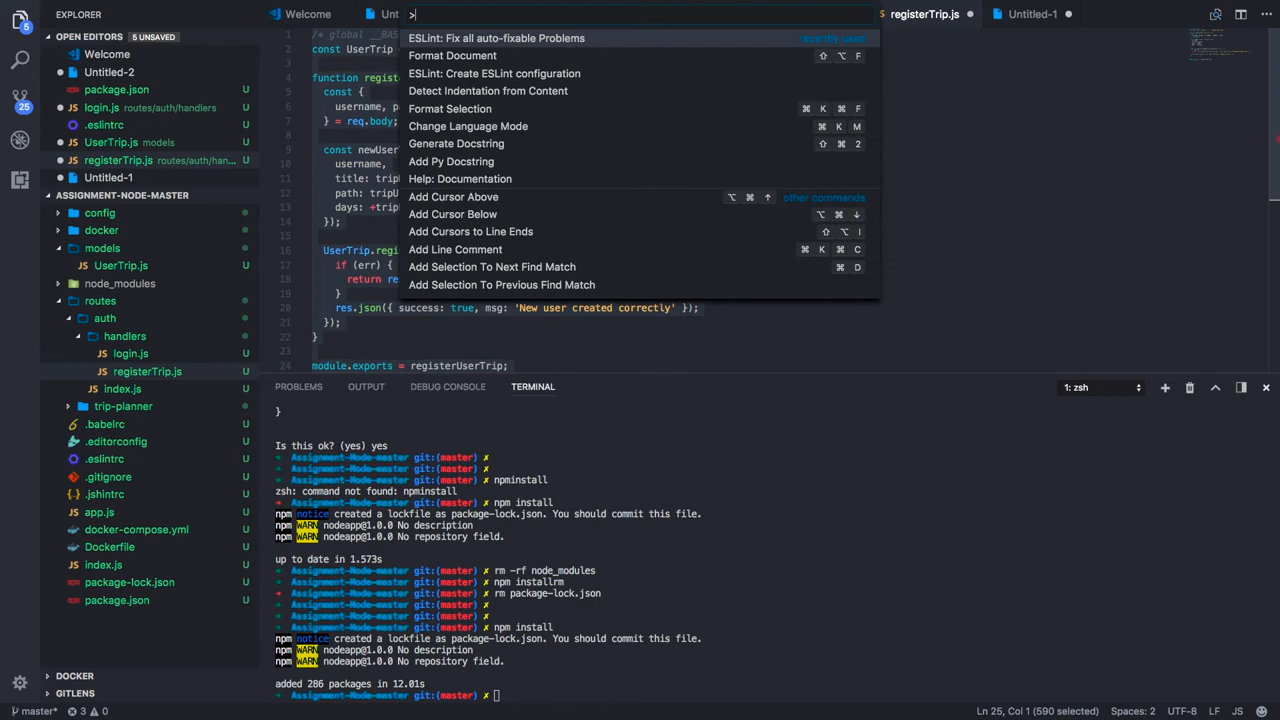 5
EXPLORER
Welcome
Unt
>
registerTrip.js
Untitled-1
OPEN EDITORS 5 UNSAVED
Welcome
Untitled-2
package.json U
login.js routes/auth/handlers U
.eslintrc U
UserTrip.js U
registerTrip.js routes/auth/han... U
Untitled-1
25
ASSIGNMENT-NODE-MASTER
config
docker
models
UserTrip.js U
node_modules
routes
auth
handlers
login.js U
registerTrip.js U
index.js U
trip-planner
.babelrc U
.editorconfig U
.eslintrc U
.gitignore U
.jshintrc U
app.js U
docker-compose.yml U
Dockerfile U
index.js U
package-lock.json U
package.json U
DOCKER
GITLENS
1 /* global __BAS
2 const UserTrip
3
4 function regist
5 const {
6 username, p
7 } = req.body;
8
9 const newUser
10 username,
11 title: trip
12 path: tripU
13 days: +trip
14 });
15
16 UserTrip.regi
17 if (err) {
18 return re
19 }
20 res.json({ success: true, msg: 'New user created correctly' });
21 });
22 }
23
24 module.exports = registerUserTrip;
ESLint: Fix all auto-fixable Problems recently used
Format Document ⇧ ⌥ F
ESLint: Create ESLint configuration
Detect Indentation from Content
Format Selection ⌘ K ⌘ F
Change Language Mode ⌘ K M
Generate Docstring ⇧ ⌘ 2
Add Py Docstring
Help: Documentation
Add Cursor Above ⌥ ⌘ ↑ other commands
Add Cursor Below ⌥ ⌘ ↓
Add Cursors to Line Ends ⇧ ⌥ I
Add Line Comment ⌘ K ⌘ C
Add Selection To Next Find Match ⌘ D
Add Selection To Previous Find Match
PROBLEMS OUTPUT DEBUG CONSOLE TERMINAL 1: zsh
}
Is this ok? (yes) yes
Assignment-Node-master git:(master) ✗
Assignment-Node-master git:(master) ✗
Assignment-Node-master git:(master) ✗ npminstall
zsh: command not found: npminstall
Assignment-Node-master git:(master) ✗ npm install
npm notice created a lockfile as package-lock.json. You should commit this file.
npm WARN nodeapp@1.0.0 No description
npm WARN nodeapp@1.0.0 No repository field.
up to date in 1.573s
Assignment-Node-master git:(master) ✗ rm -rf node_modules
Assignment-Node-master git:(master) ✗ npm installrm
Assignment-Node-master git:(master) ✗ rm package-lock.json
Assignment-Node-master git:(master) ✗
Assignment-Node-master git:(master) ✗
Assignment-Node-master git:(master) ✗ npm install
npm notice created a lockfile as package-lock.json. You should commit this file.
npm WARN nodeapp@1.0.0 No description
npm WARN nodeapp@1.0.0 No repository field.
added 286 packages in 12.01s
Assignment-Node-master git:(master) ✗
master* 3 0 Ln 25, Col 1 (590 selected) Spaces: 2 UTF-8 LF JS